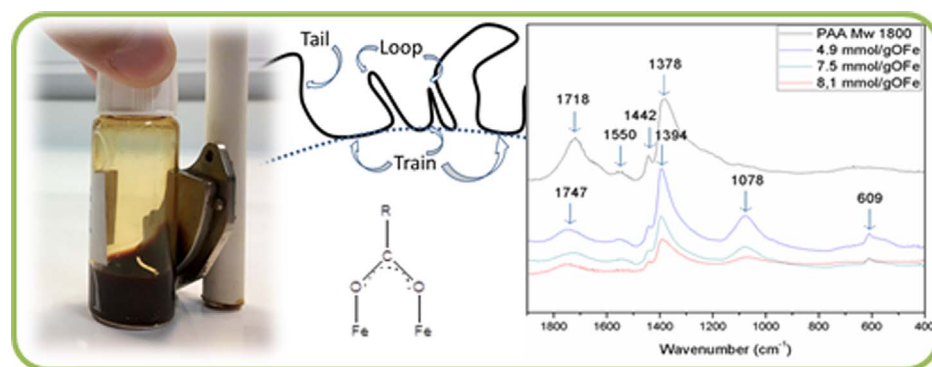 Tail
Loop
Train
R
C
O O
Fe Fe
PAA Mw 1800
4.9 mmol/gOFe
7.5 mmol/gOFe
8,1 mmol/gOFe
1378
1718
1442
1550
1394
1747
1078
609
1800 1600 1400 1200 1000 800 600 400
Wavenumber (cm⁻¹)